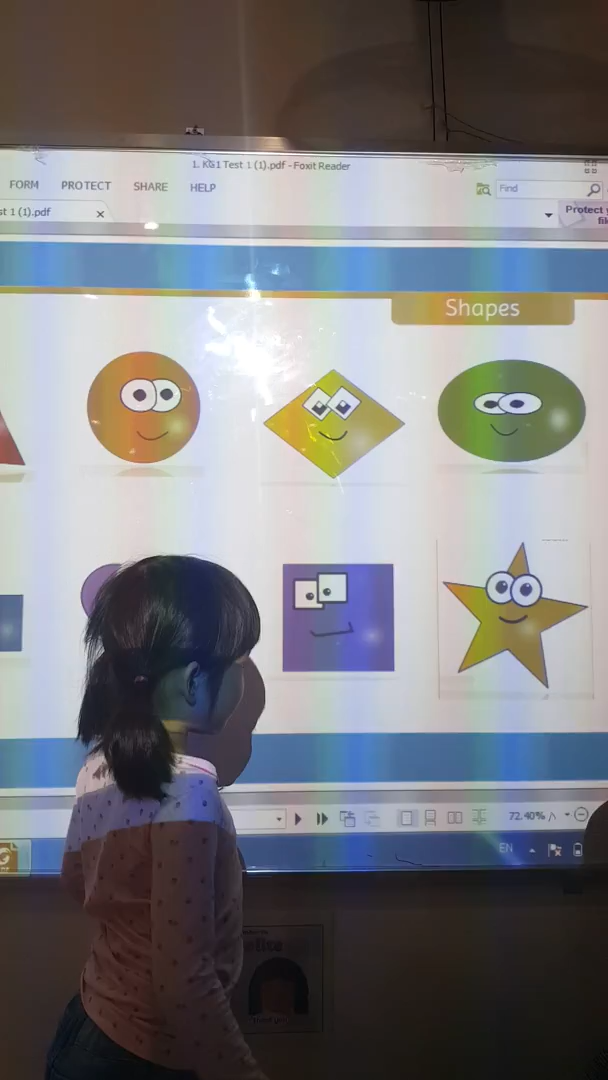 1. KG1 Test 1 (1).pdf - Foxit Reader
FORM PROTECT SHARE HELP
Find
st 1 (1).pdf
Protect
Shapes
72.40%
EN